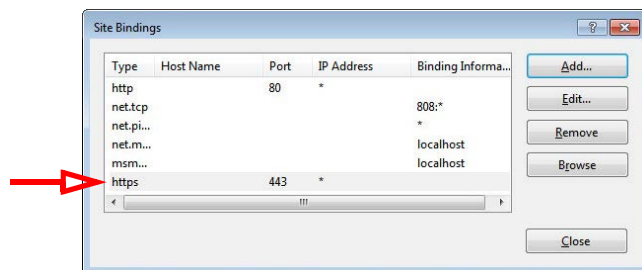 Site Bindings
Type Host Name Port IP Address Binding Informa...
http 80 *
net.tcp 808:*
net.pi... *
net.m... localhost
msm... localhost
https 443 *
Add...
Edit...
Remove
Browse
Close